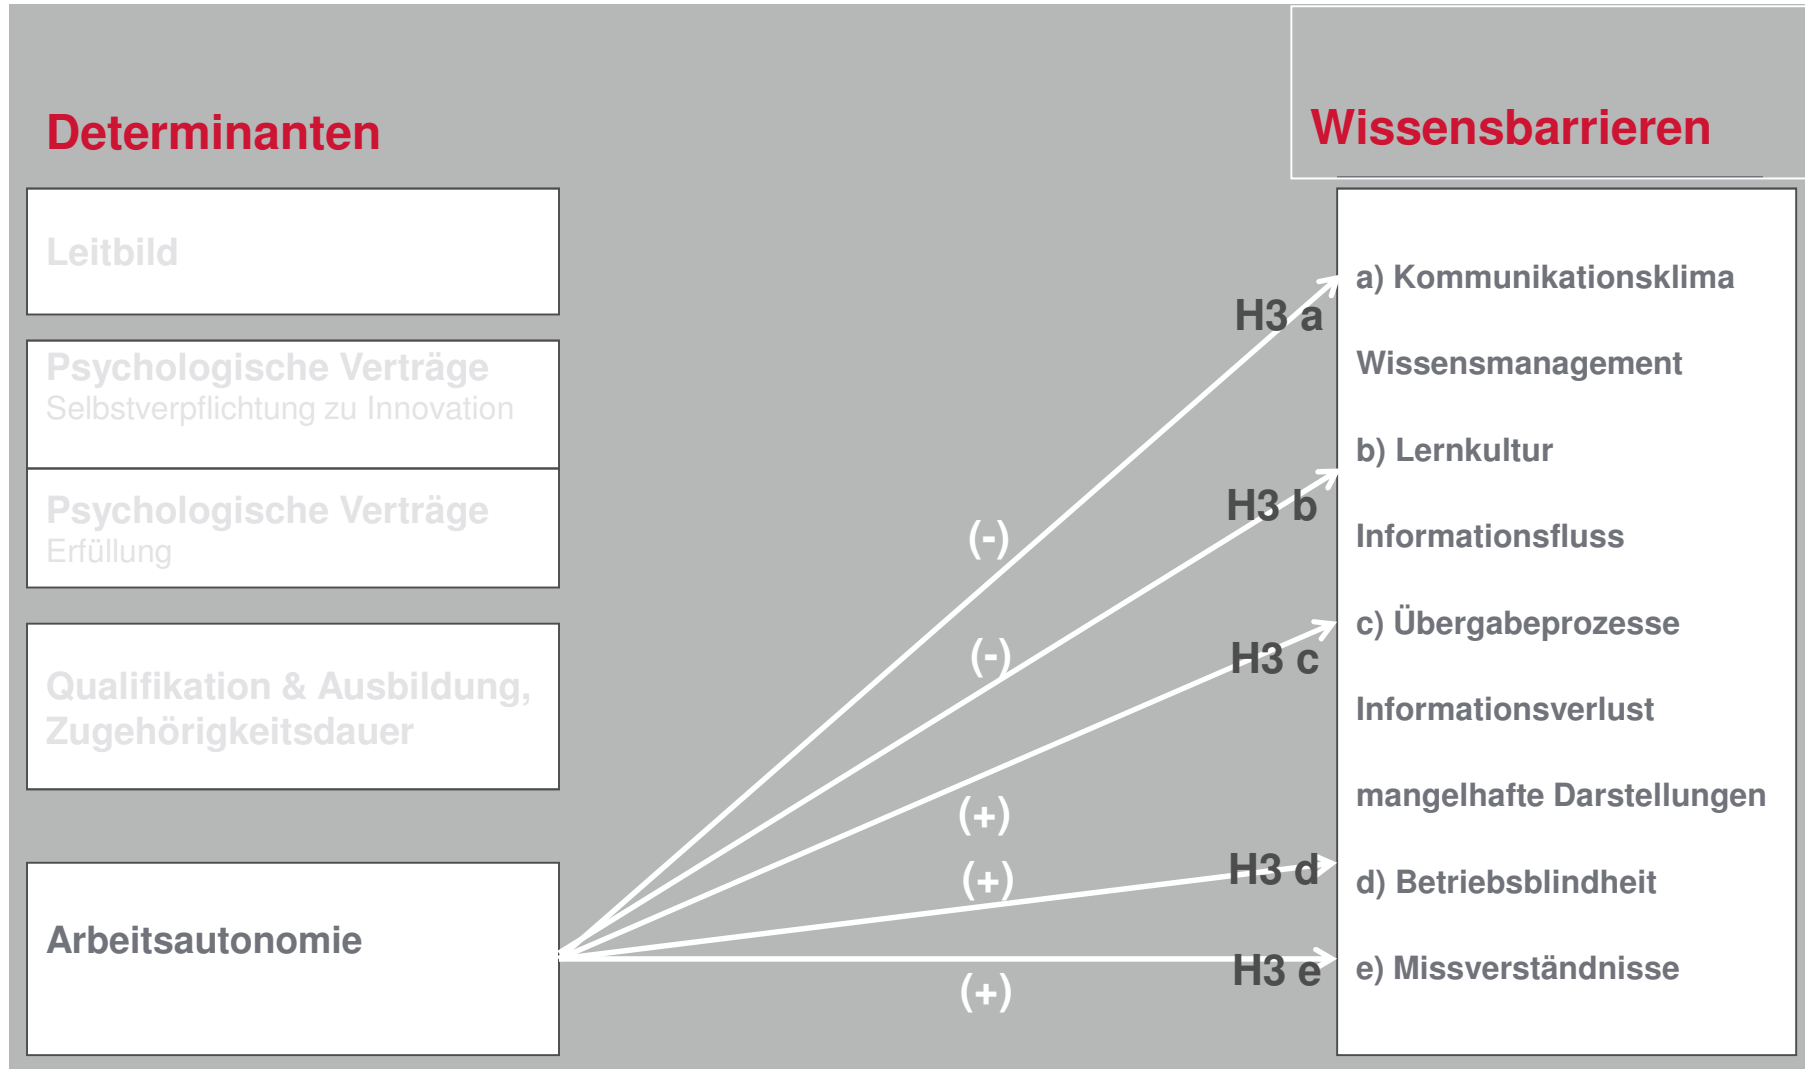 Determinanten
Leitbild
Psychologische Verträge
Selbstverpflichtung zu Innovation
Psychologische Verträge
Erfüllung
Qualifikation & Ausbildung,
Zugehörigkeitsdauer
Arbeitsautonomie
(-)
(-)
(+)
(+)
(+)
H3 a
H3 b
H3 c
H3 d
H3 e
Wissensbarrieren
a) Kommunikationsklima
Wissensmanagement
b) Lernkultur
Informationsfluss
c) Übergabeprozesse
Informationsverlust
mangelhafte Darstellungen
d) Betriebsblindheit
e) Missverständnisse